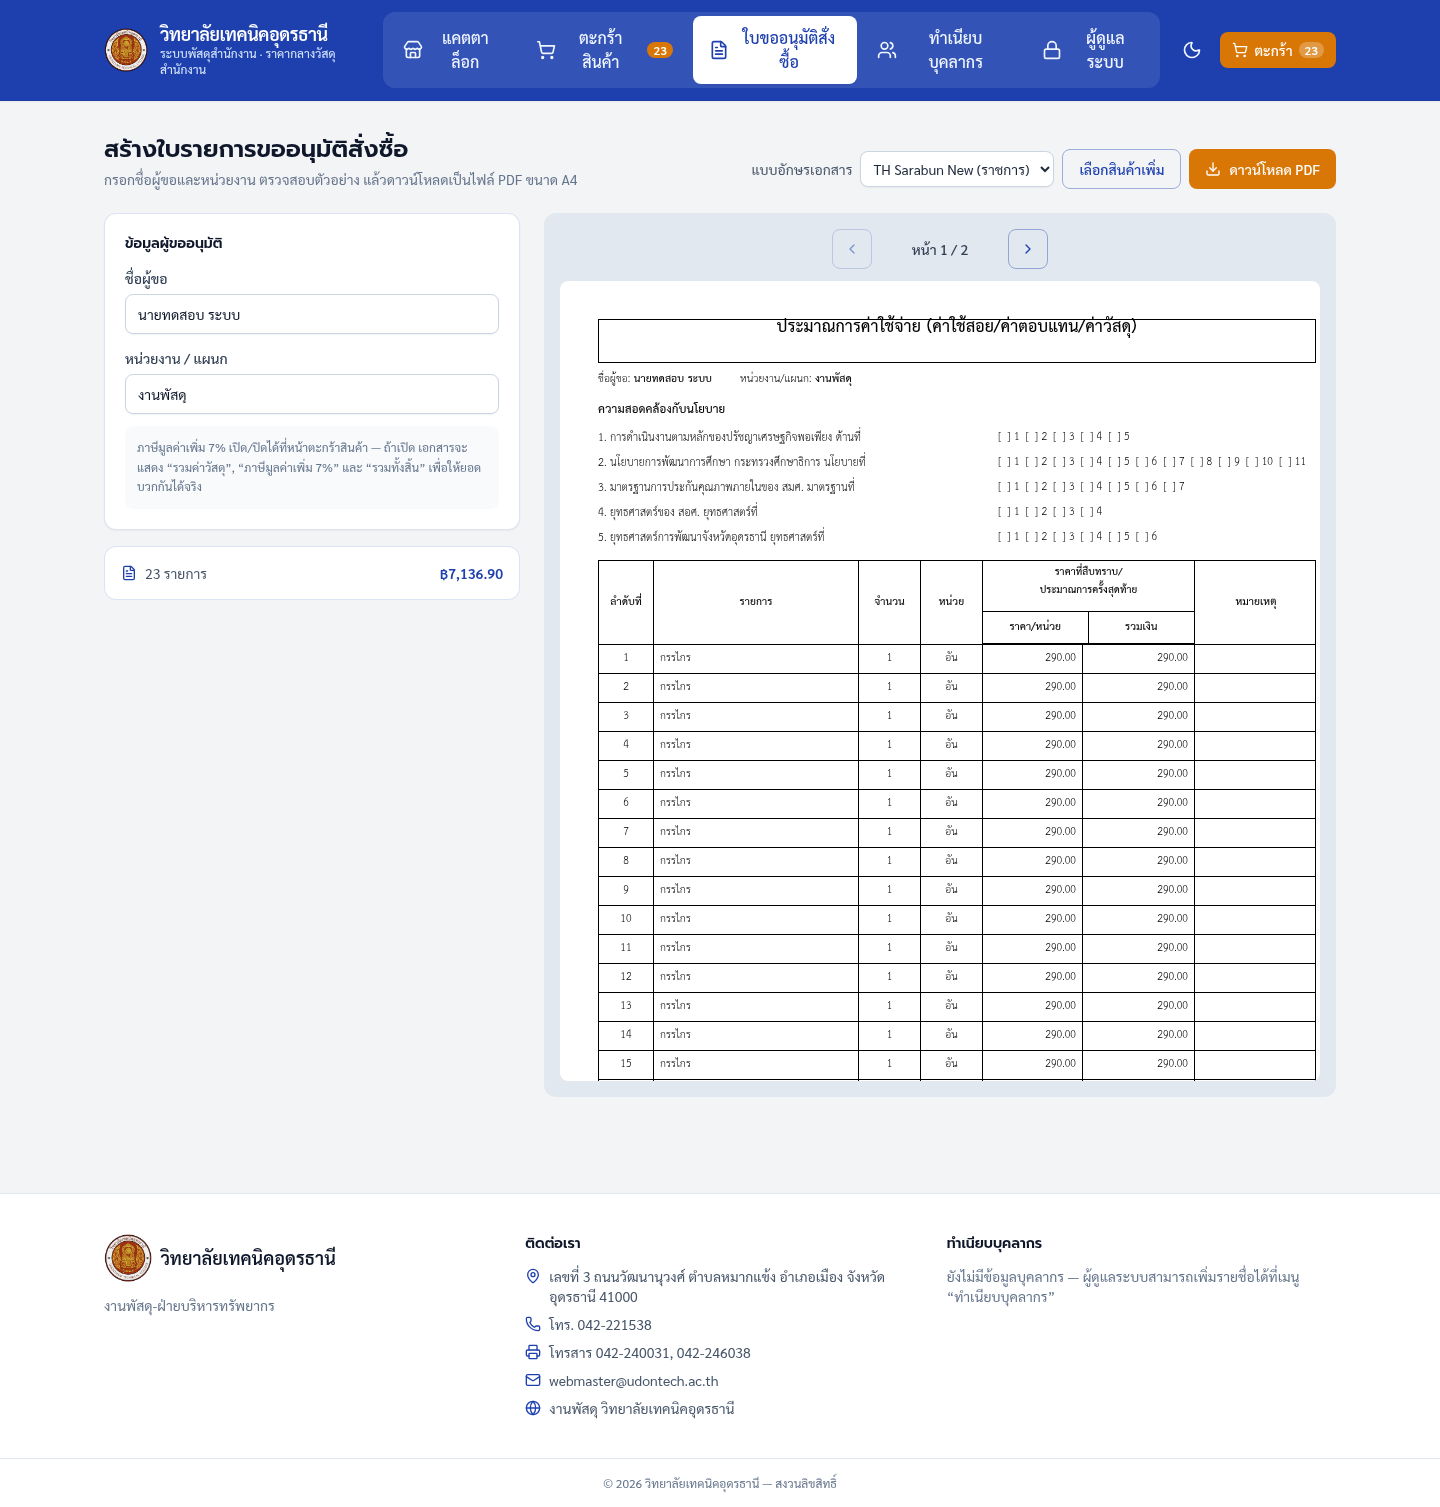 วิทยาลัยเทคนิคอุดรธานี
ระบบพัสดุสำนักงาน · ราคากลางวัสดุ
สำนักงาน
แคตตา
ล็อก
ตะกร้า
สินค้า
23
ใบขออนุมัติสั่ง
ซื้อ
ทำเนียบ
บุคลากร
ผู้ดูแล
ระบบ
ตะกร้า 23
สร้างใบรายการขออนุมัติสั่งซื้อ
กรอกชื่อผู้ขอและหน่วยงาน ตรวจสอบตัวอย่าง แล้วดาวน์โหลดเป็นไฟล์ PDF ขนาด A4
แบบอักษรเอกสาร
TH Sarabun New (ราชการ)
เลือกสินค้าเพิ่ม
ดาวน์โหลด PDF
ข้อมูลผู้ขออนุมัติ
ชื่อผู้ขอ
นายทดสอบ ระบบ
หน่วยงาน / แผนก
งานพัสดุ
ภาษีมูลค่าเพิ่ม 7% เปิด/ปิดได้ที่หน้าตะกร้าสินค้า — ถ้าเปิด เอกสารจะ
แสดง “รวมค่าวัสดุ”, “ภาษีมูลค่าเพิ่ม 7%” และ “รวมทั้งสิ้น” เพื่อให้ยอด
บวกกันได้จริง
23 รายการ
฿7,136.90
หน้า 1 / 2
ประมาณการค่าใช้จ่าย (ค่าใช้สอย/ค่าตอบแทน/ค่าวัสดุ)
ชื่อผู้ขอ: นายทดสอบ ระบบ หน่วยงาน/แผนก: งานพัสดุ
ความสอดคล้องกับนโยบาย
1. การดำเนินงานตามหลักของปรัชญาเศรษฐกิจพอเพียง ด้านที่ [ ] 1 [ ] 2 [ ] 3 [ ] 4 [ ] 5
2. นโยบายการพัฒนาการศึกษา กระทรวงศึกษาธิการ นโยบายที่ [ ] 1 [ ] 2 [ ] 3 [ ] 4 [ ] 5 [ ] 6 [ ] 7 [ ] 8 [ ] 9 [ ] 10 [ ] 11
3. มาตรฐานการประกันคุณภาพภายในของ สมศ. มาตรฐานที่ [ ] 1 [ ] 2 [ ] 3 [ ] 4 [ ] 5 [ ] 6 [ ] 7
4. ยุทธศาสตร์ของ สอศ. ยุทธศาสตร์ที่ [ ] 1 [ ] 2 [ ] 3 [ ] 4
5. ยุทธศาสตร์การพัฒนาจังหวัดอุดรธานี ยุทธศาสตร์ที่ [ ] 1 [ ] 2 [ ] 3 [ ] 4 [ ] 5 [ ] 6
ลำดับที่ รายการ จำนวน หน่วย
ราคาที่สืบทราบ/
ประมาณการครั้งสุดท้าย
ราคา/หน่วย รวมเงิน
หมายเหตุ
1 กรรไกร 1 อัน 290.00 290.00
2 กรรไกร 1 อัน 290.00 290.00
3 กรรไกร 1 อัน 290.00 290.00
4 กรรไกร 1 อัน 290.00 290.00
5 กรรไกร 1 อัน 290.00 290.00
6 กรรไกร 1 อัน 290.00 290.00
7 กรรไกร 1 อัน 290.00 290.00
8 กรรไกร 1 อัน 290.00 290.00
9 กรรไกร 1 อัน 290.00 290.00
10 กรรไกร 1 อัน 290.00 290.00
11 กรรไกร 1 อัน 290.00 290.00
12 กรรไกร 1 อัน 290.00 290.00
13 กรรไกร 1 อัน 290.00 290.00
14 กรรไกร 1 อัน 290.00 290.00
15 กรรไกร 1 อัน 290.00 290.00
วิทยาลัยเทคนิคอุดรธานี
งานพัสดุ-ฝ่ายบริหารทรัพยากร
ติดต่อเรา
เลขที่ 3 ถนนวัฒนานุวงศ์ ตำบลหมากแข้ง อำเภอเมือง จังหวัด
อุดรธานี 41000
โทร. 042-221538
โทรสาร 042-240031, 042-246038
webmaster@udontech.ac.th
งานพัสดุ วิทยาลัยเทคนิคอุดรธานี
ทำเนียบบุคลากร
ยังไม่มีข้อมูลบุคลากร — ผู้ดูแลระบบสามารถเพิ่มรายชื่อได้ที่เมนู
“ทำเนียบบุคลากร”
© 2026 วิทยาลัยเทคนิคอุดรธานี — สงวนลิขสิทธิ์